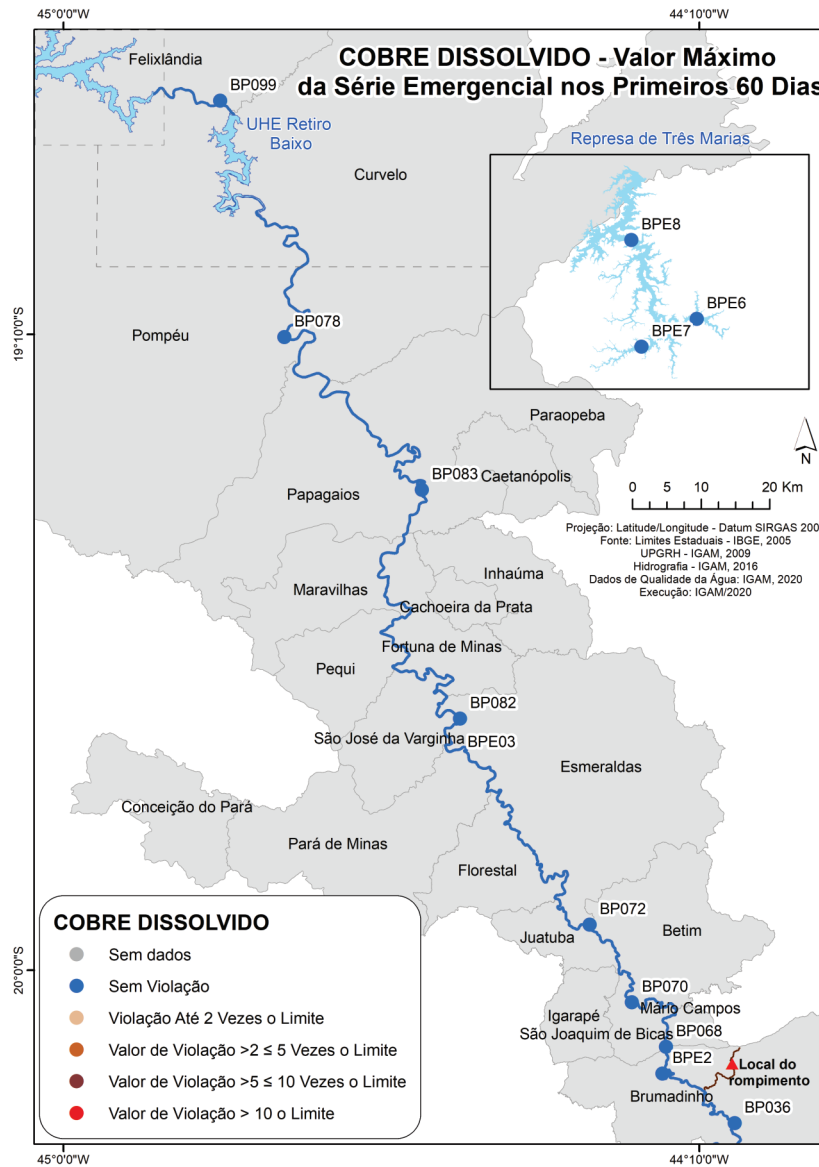 45°0'0"W
44°10'0"W
COBRE DISSOLVIDO - Valor Máximo
da Série Emergencial nos Primeiros 60 Dias
Felixlândia
BP099
UHE Retiro
Baixo
Represa de Três Marias
Curvelo
BPE8
BPE6
BPE7
19°10'0"S
Pompéu
BP078
Paraopeba
N
BP083
Caetanópolis
Papagaios
0 5 10 20 Km
Projeção: Latitude/Longitude - Datum SIRGAS 200
Fonte: Limites Estaduais - IBGE, 2005
UPGRH - IGAM, 2009
Hidrografia - IGAM, 2016
Dados de Qualidade da Água: IGAM, 2020
Execução: IGAM/2020
Inhaúma
Maravilhas
Cachoeira da Prata
Fortuna de Minas
Pequi
BP082
São José da Varginha
BPE03
Esmeraldas
Conceição do Pará
Pará de Minas
Florestal
BP072
Juatuba
Betim
20°0'0"S
BP070
Mário Campos
Igarapé
São Joaquim de Bicas
BP068
BPE2
Local do
rompimento
Brumadinho
BP036
COBRE DISSOLVIDO
Sem dados
Sem Violação
Violação Até 2 Vezes o Limite
Valor de Violação >2 ≤ 5 Vezes o Limite
Valor de Violação >5 ≤ 10 Vezes o Limite
Valor de Violação > 10 o Limite
45°0'0"W
44°10'0"W